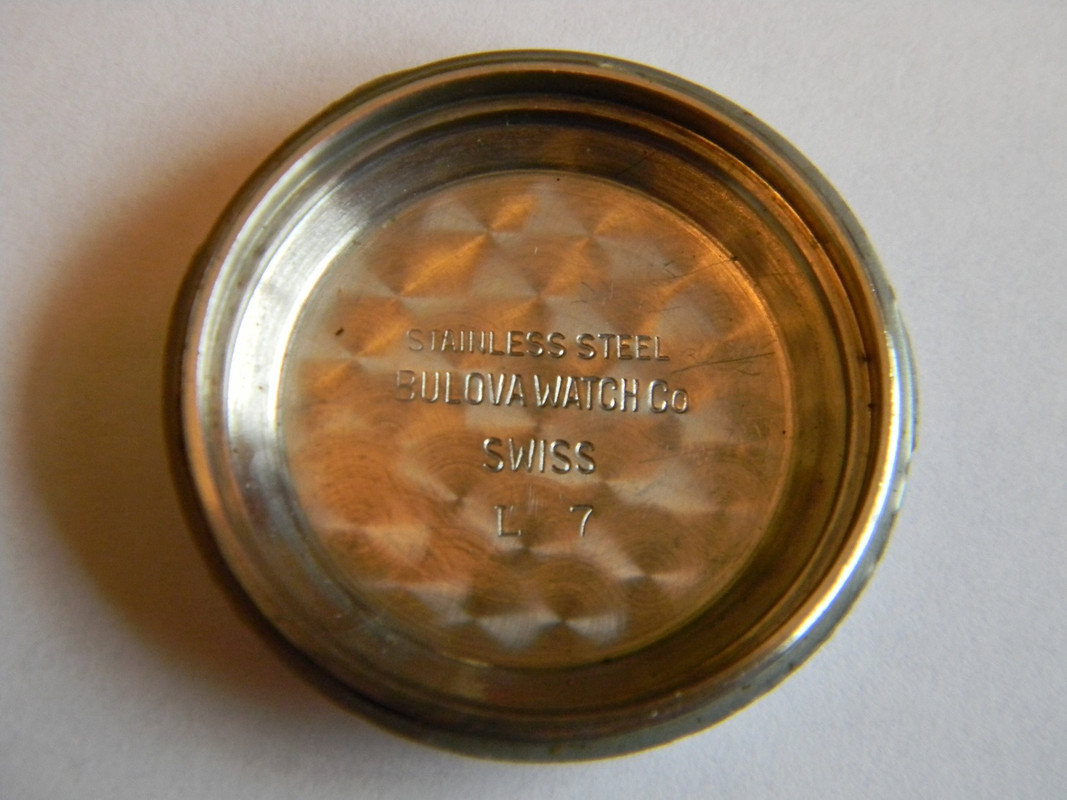 STAINLESS STEEL
BULOVA WATCH Co
SWISS
L 7